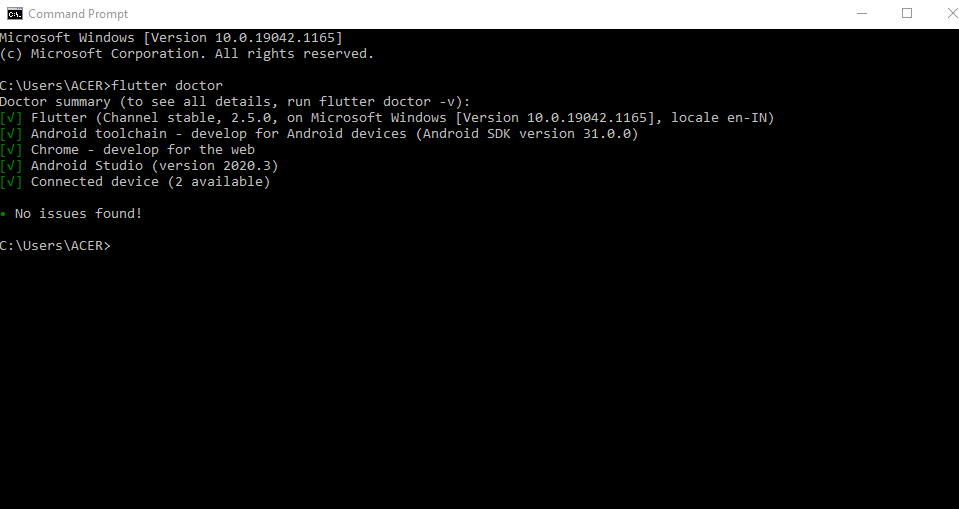 Command Prompt
Microsoft Windows [Version 10.0.19042.1165]
(c) Microsoft Corporation. All rights reserved.
C:\Users\ACER>flutter doctor
Doctor summary (to see all details, run flutter doctor -v):
[√] Flutter (Channel stable, 2.5.0, on Microsoft Windows [Version 10.0.19042.1165], locale en-IN)
[√] Android toolchain - develop for Android devices (Android SDK version 31.0.0)
[√] Chrome - develop for the web
[√] Android Studio (version 2020.3)
[√] Connected device (2 available)
• No issues found!
C:\Users\ACER>